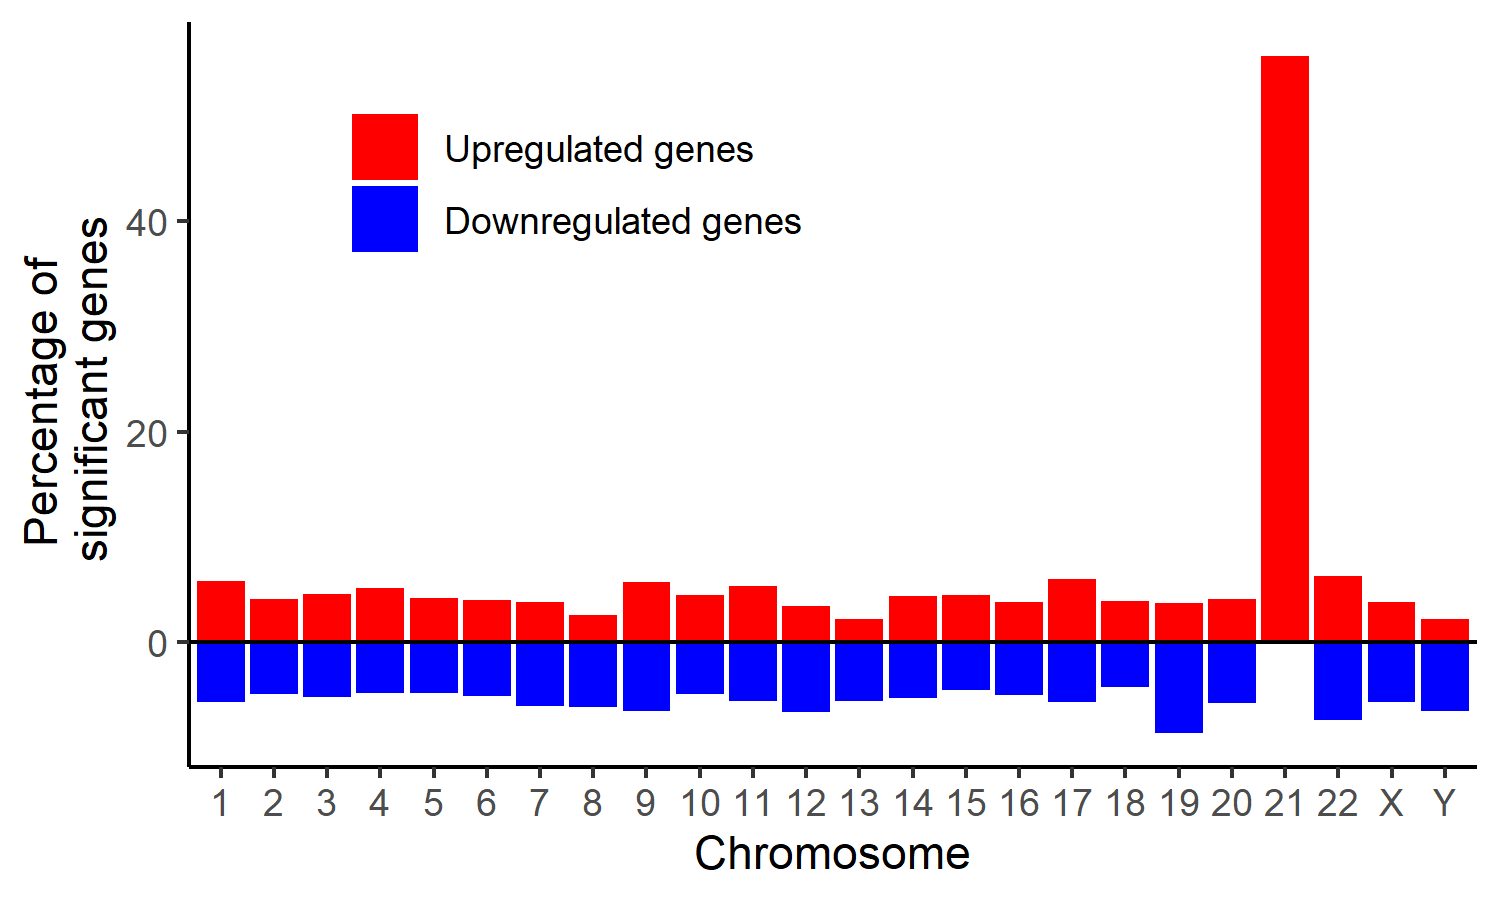 Upregulated genes
Downregulated genes
Percentage of
significant genes
40
20
0
1 2 3 4 5 6 7 8 9 10 11 12 13 14 15 16 17 18 19 20 21 22 X Y
Chromosome